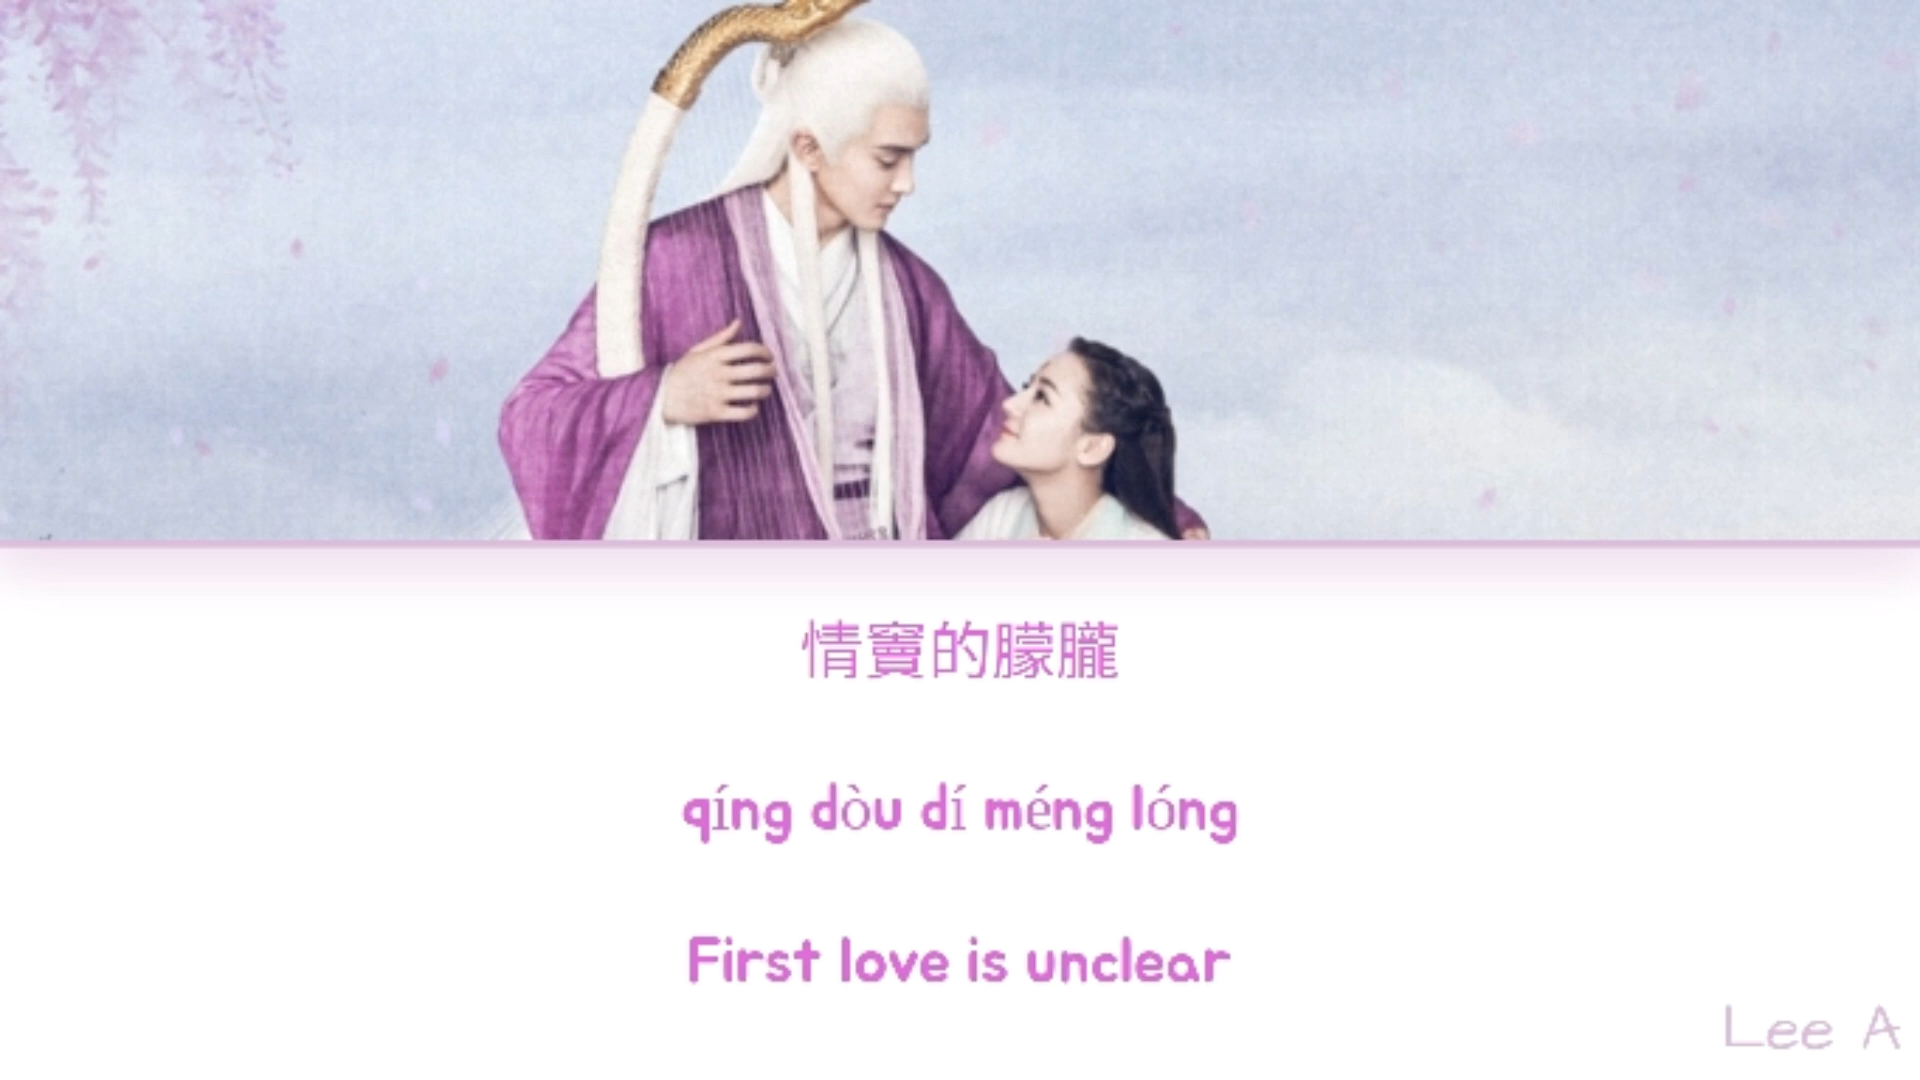 情竇的朦朧
qíng dòu dí méng lóng
First love is unclear
Lee A